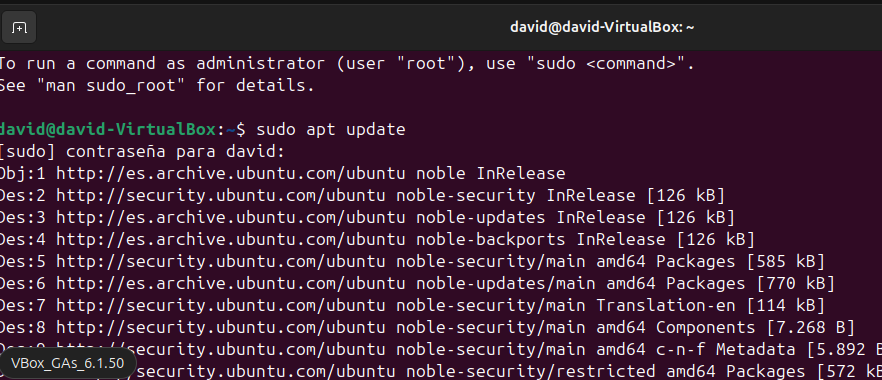 david@david-VirtualBox: ~
To run a command as administrator (user "root"), use "sudo <command>".
See "man sudo_root" for details.
david@david-VirtualBox:~$ sudo apt update
[sudo] contraseña para david:
Obj:1 http://es.archive.ubuntu.com/ubuntu noble InRelease
Des:2 http://security.ubuntu.com/ubuntu noble-security InRelease [126 kB]
Des:3 http://es.archive.ubuntu.com/ubuntu noble-updates InRelease [126 kB]
Des:4 http://es.archive.ubuntu.com/ubuntu noble-backports InRelease [126 kB]
Des:5 http://security.ubuntu.com/ubuntu noble-security/main amd64 Packages [585 kB]
Des:6 http://es.archive.ubuntu.com/ubuntu noble-updates/main amd64 Packages [770 kB]
Des:7 http://security.ubuntu.com/ubuntu noble-security/main Translation-en [114 kB]
Des:8 http://security.ubuntu.com/ubuntu noble-security/main amd64 Components [7.268 B]
Des:9 http://security.ubuntu.com/ubuntu noble-security/main amd64 c-n-f Metadata [5.892 B
VBox_GAs_6.1.50
//security.ubuntu.com/ubuntu noble-security/restricted amd64 Packages [572 kB